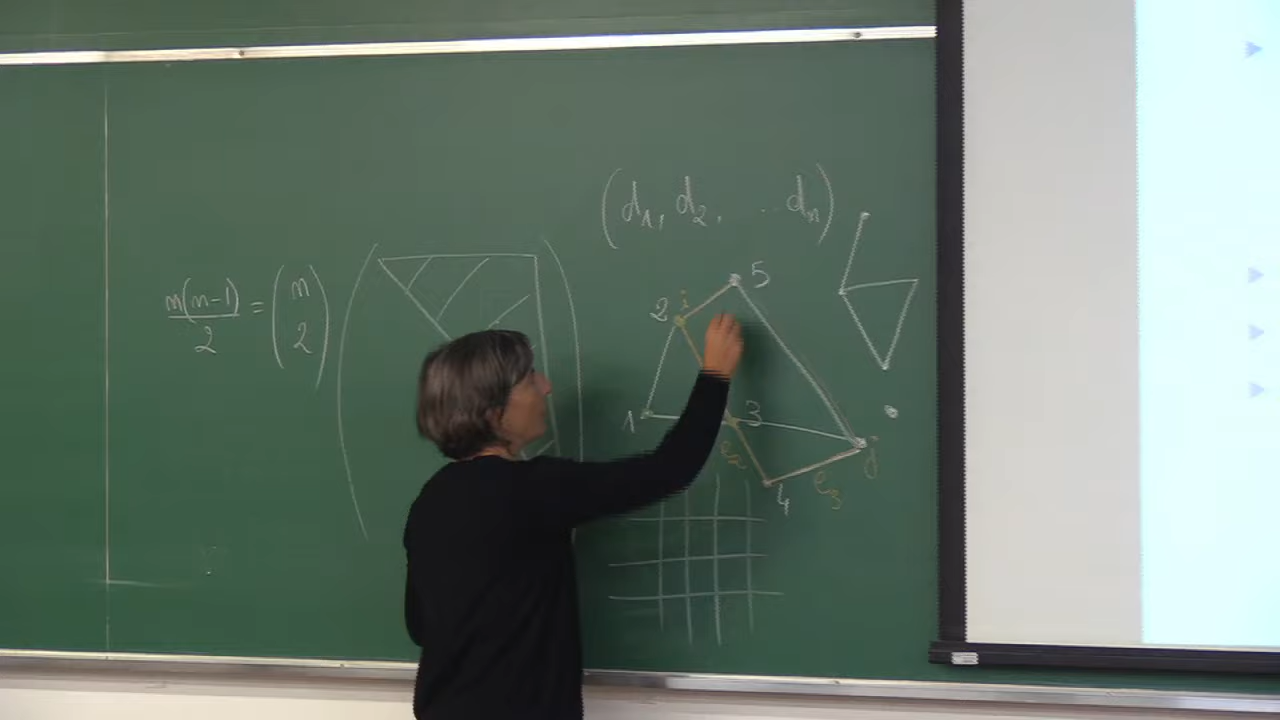 (d₁, d₂, .. dₙ)
n(n-1)/2 = (n 2)
5
2 i
1
3
e₂
j
e₃
4